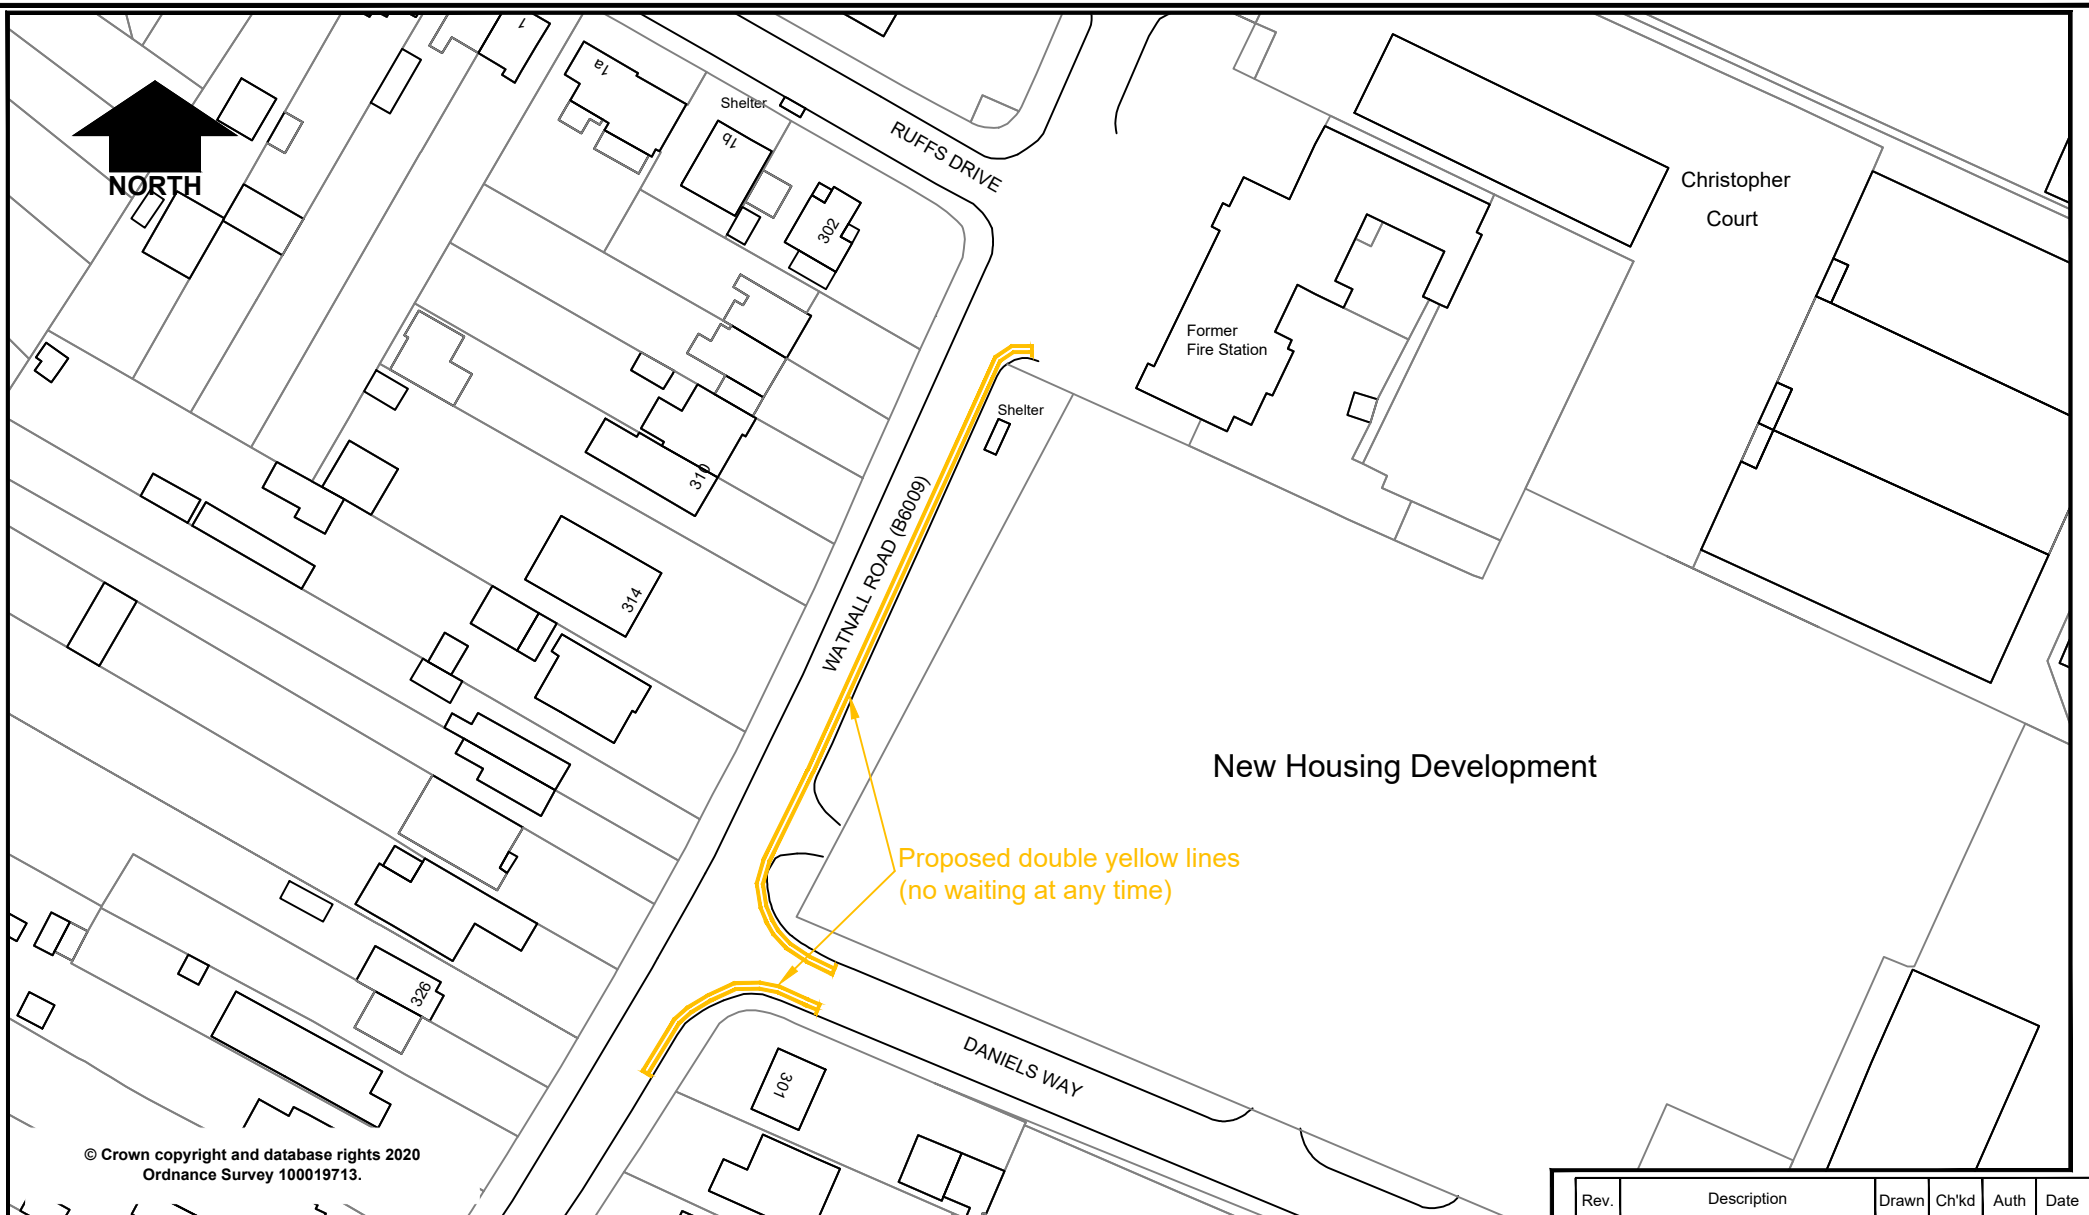 1
1a
Shelter
1b
RUFFS DRIVE
Christopher
Court
NORTH
302
Former
Fire Station
Shelter
310
WATNALL ROAD (B6009)
314
New Housing Development
Proposed double yellow lines
(no waiting at any time)
326
DANIELS WAY
301
© Crown copyright and database rights 2020
Ordnance Survey 100019713.
Rev. Description Drawn Ch'kd Auth Date